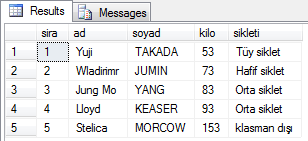 Results Messages
sira ad soyad kilo sikleti
1 1 Yuji TAKADA 53 Tüy siklet
2 2 Wladirimr JUMIN 73 Hafif siklet
3 3 Jung Mo YANG 83 Orta siklet
4 4 Lloyd KEASER 93 Orta siklet
5 5 Stelica MORCOW 153 klasman dışı